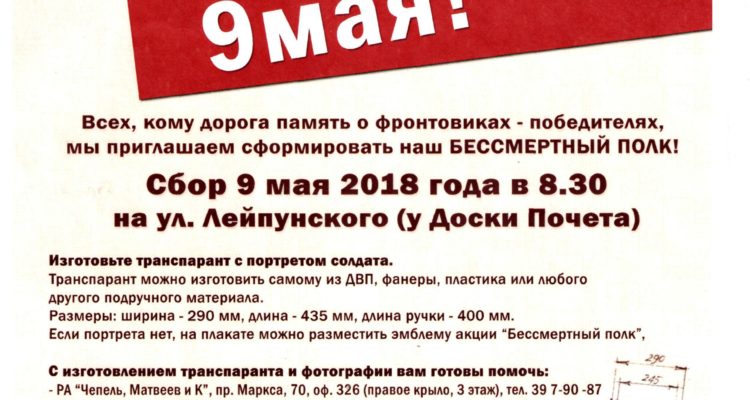 9мая!
Всех, кому дорога память о фронтовиках - победителях,
мы приглашаем сформировать наш БЕССМЕРТНЫЙ ПОЛК!
Сбор 9 мая 2018 года в 8.30
на ул. Лейпунского (у Доски Почета)
Изготовьте транспарант с портретом солдата.
Транспарант можно изготовить самому из ДВП, фанеры, пластика или любого
другого подручного материала.
Размеры: ширина - 290 мм, длина - 435 мм, длина ручки - 400 мм.
Если портрета нет, на плакате можно разместить эмблему акции “Бессмертный полк”,
С изготовлением транспаранта и фотографии вам готовы помочь:
- РА “Чепель, Матвеев и К”, пр. Маркса, 70, оф. 326 (правое крыло, 3 этаж), тел. 39 7-90 -87
290
245